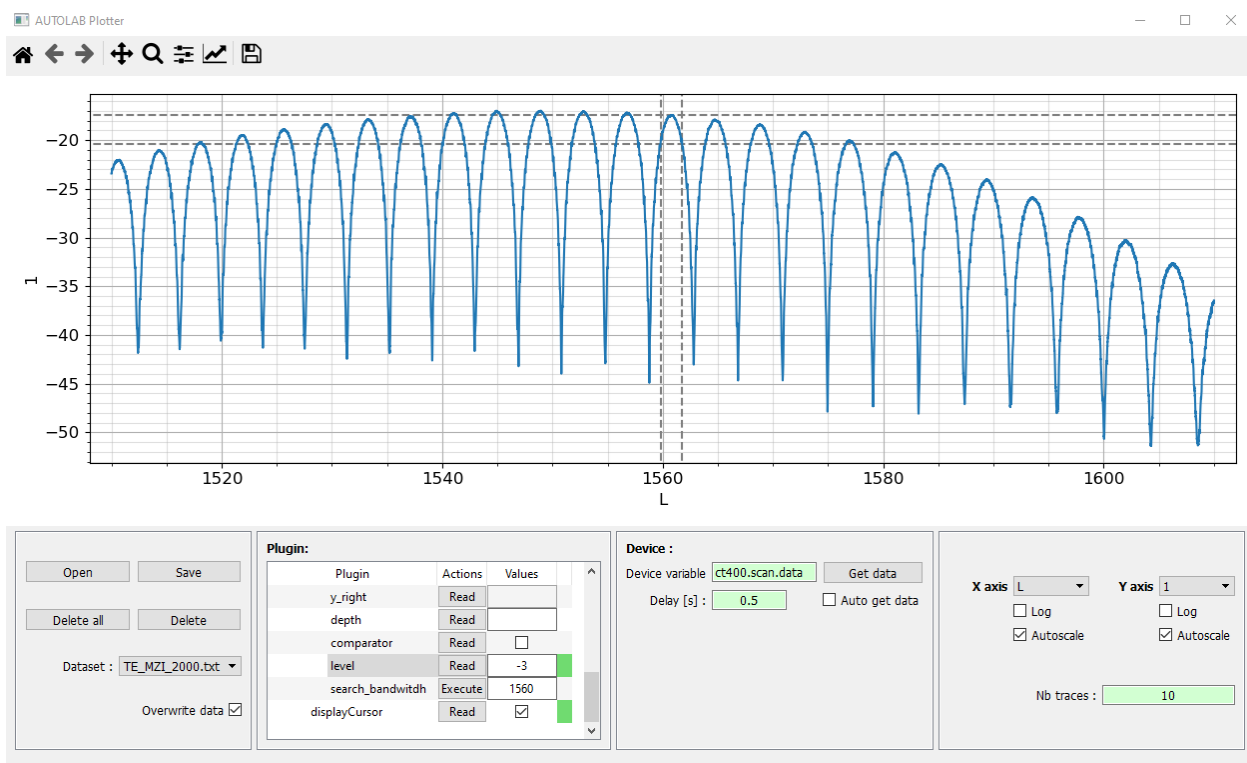 AUTOLAB Plotter
−20
−25
−30
−35
−40
−45
−50
1
1520 1540 1560 1580 1600
L
Open Save
Delete all Delete
Dataset : TE_MZI_2000.txt
Overwrite data
Plugin:
Plugin Actions Values
y_right Read
depth Read
comparator Read
level Read -3
search_bandwitdh Execute 1560
displayCursor Read
Device :
Device variable ct400.scan.data Get data
Delay [s] : 0.5 Auto get data
X axis L Y axis 1
Log Log
Autoscale Autoscale
Nb traces : 10